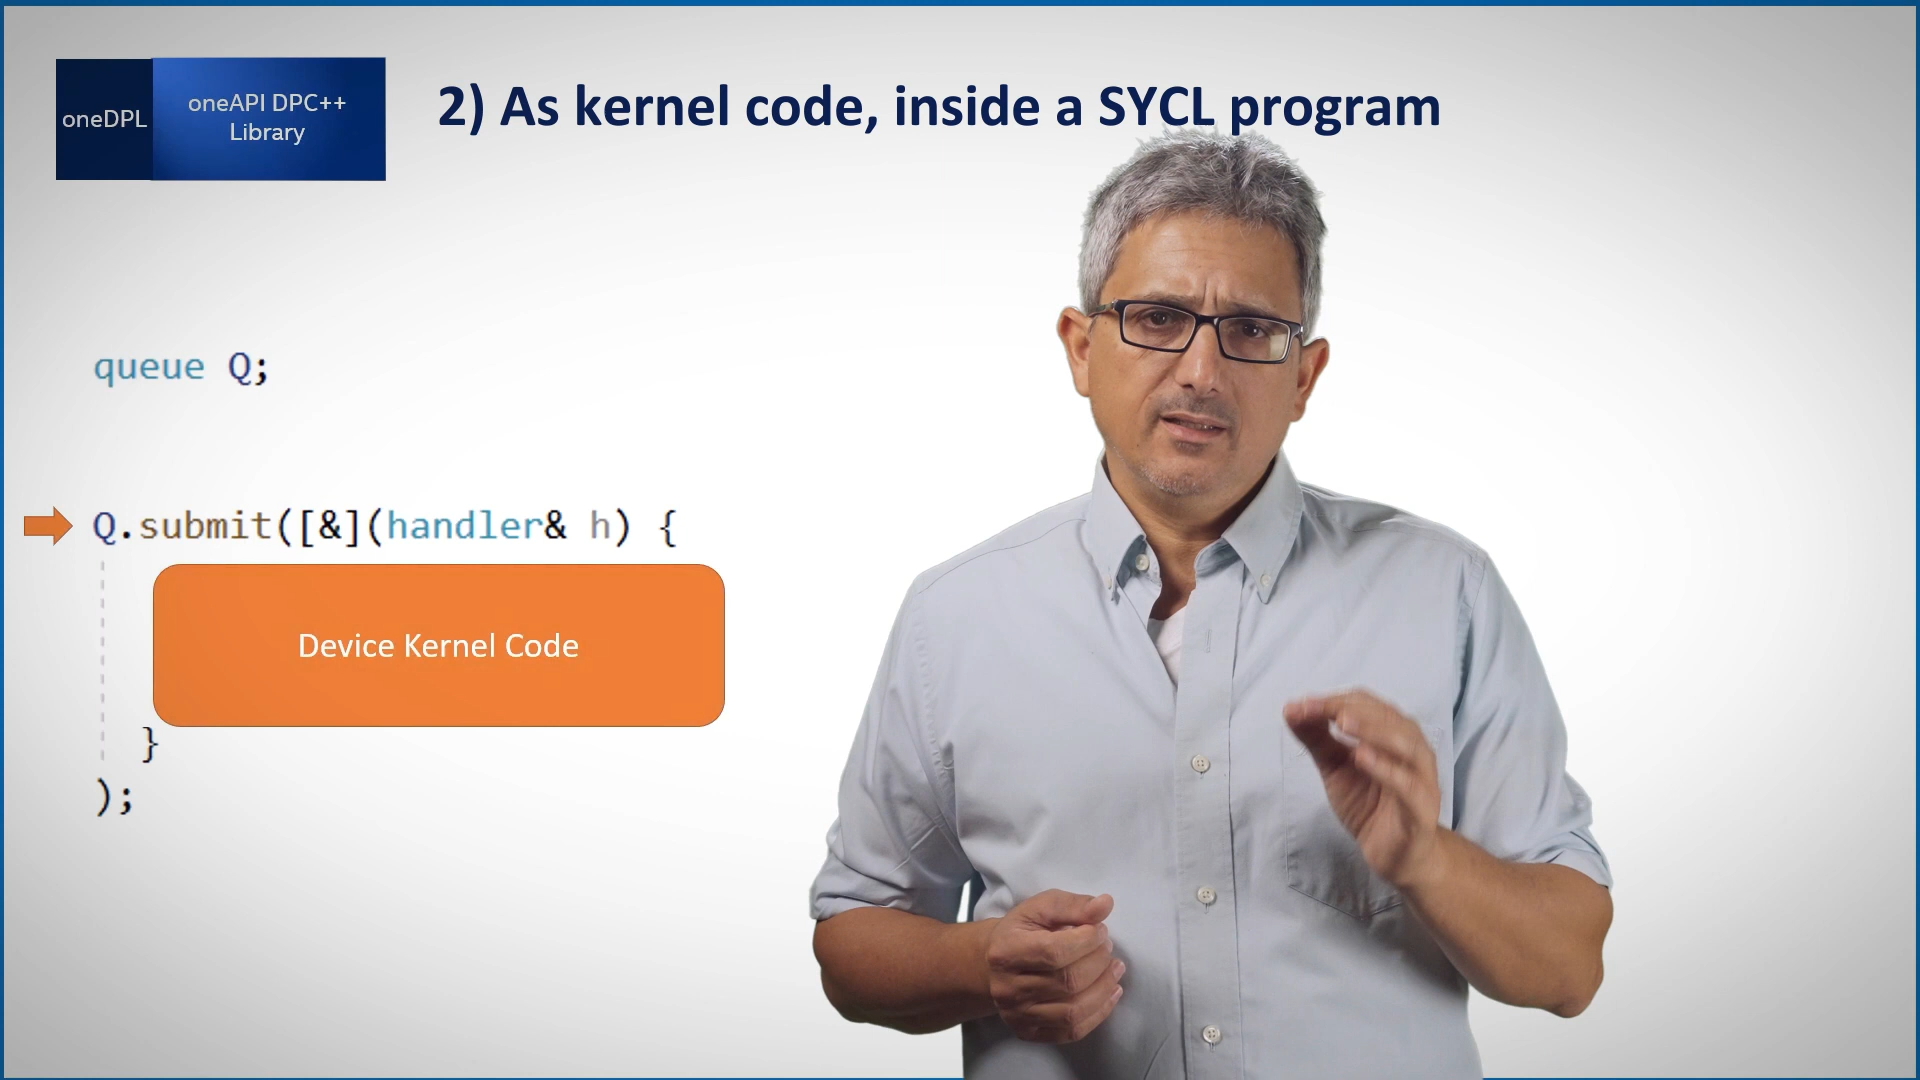 oneDPL
oneAPI DPC++
Library
2) As kernel code, inside a SYCL program
queue Q;
Q.submit([&](handler& h) {
Device Kernel Code
}
);